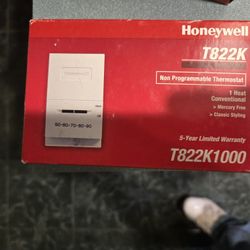 Honeywell
T822K
Non Programmable Thermostat
1 Heat
Conventional
> Mercury Free
> Classic Styling
50-60-70-80-90
5-Year Limited Warranty
T822K1000